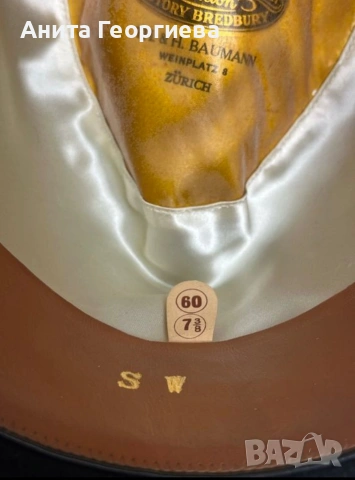 Анита Георгиева
TORY BREDBURY
& H. BAUMANN
WEINPLATZ 8
ZÜRICH
60
7 3/8
S W
BAZAR